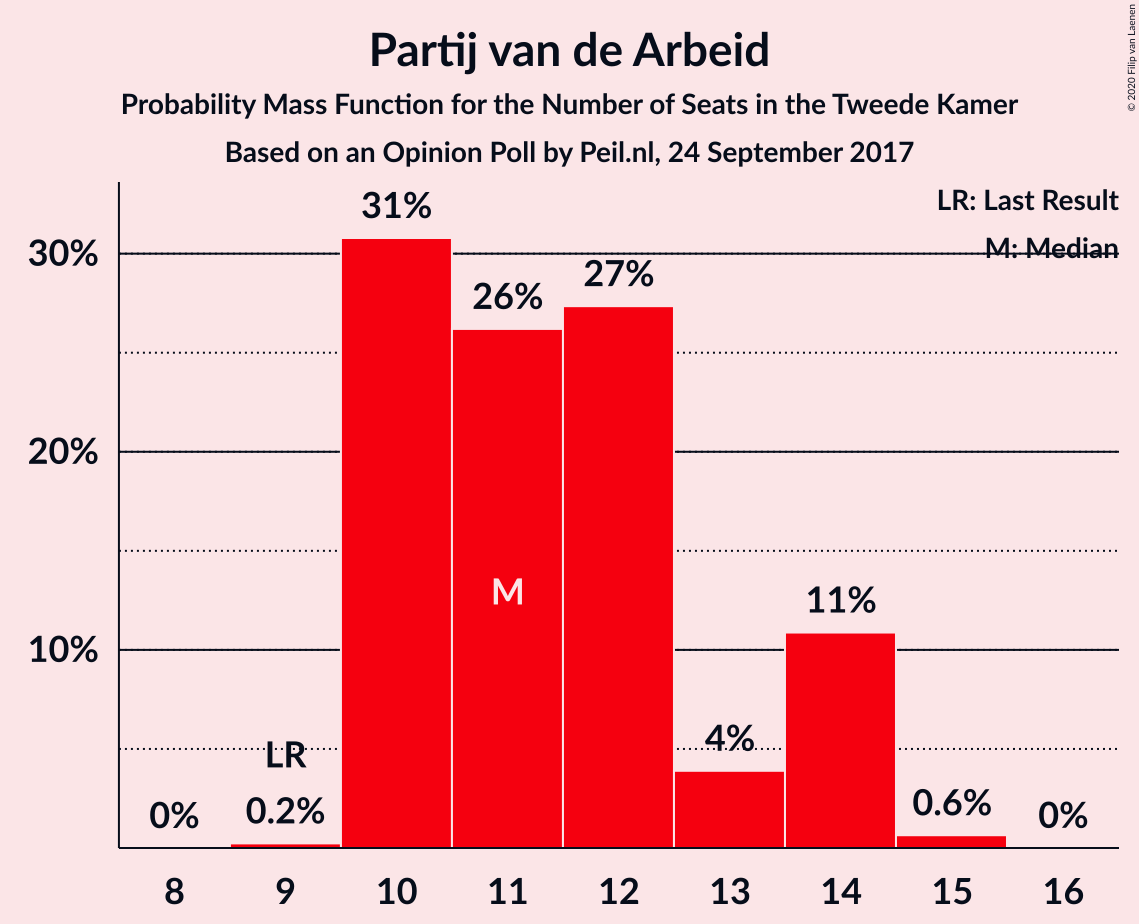 Partij van de Arbeid
Probability Mass Function for the Number of Seats in the Tweede Kamer
Based on an Opinion Poll by Peil.nl, 24 September 2017
© 2020 Filip van Laenen
LR: Last Result
M: Median
30%
20%
10%
0%
LR
0.2%
31%
26%
M
27%
4%
11%
0.6%
0%
8 9 10 11 12 13 14 15 16